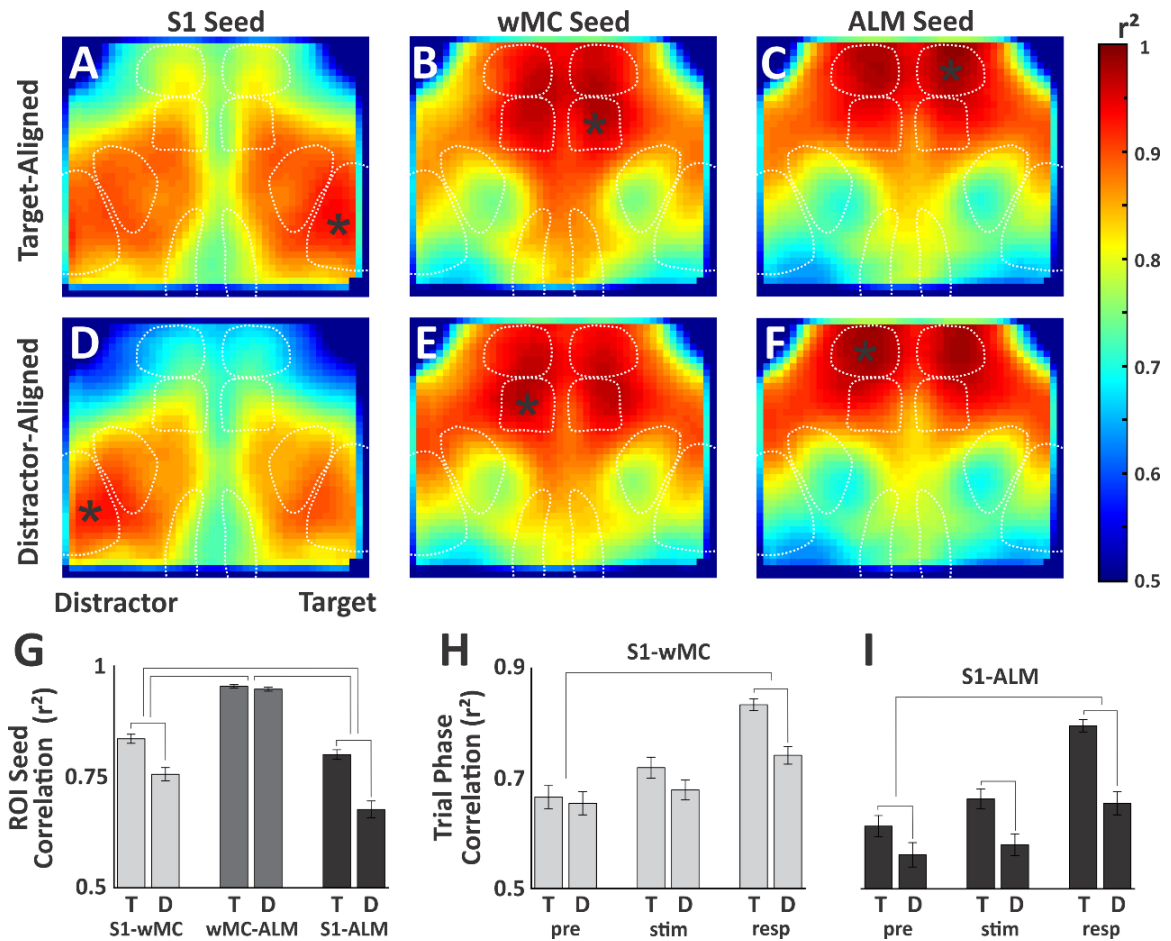 S1 Seed
wMC Seed
ALM Seed
r²
Target-Aligned
A
*
B
*
C
*
1
0.9
0.8
0.7
0.6
0.5
Distractor-Aligned
D
*
E
*
F
*
Distractor
Target
G
ROI Seed
Correlation (r²)
1
0.75
0.5
T D T D T D
S1-wMC wMC-ALM S1-ALM
H
S1-wMC
Trial Phase
Correlation (r²)
0.9
0.7
0.5
T D T D T D
pre stim resp
I
S1-ALM
T D T D T D
pre stim resp